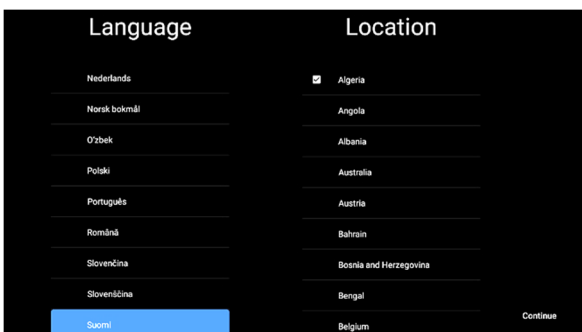 Language
Nederlands
Norsk bokmål
O'zbek
Polski
Português
Română
Slovenčina
Slovenščina
Suomi
Location
Algeria
Angola
Albania
Australia
Austria
Bahrain
Bosnia and Herzegovina
Bengal
Belgium
Continue